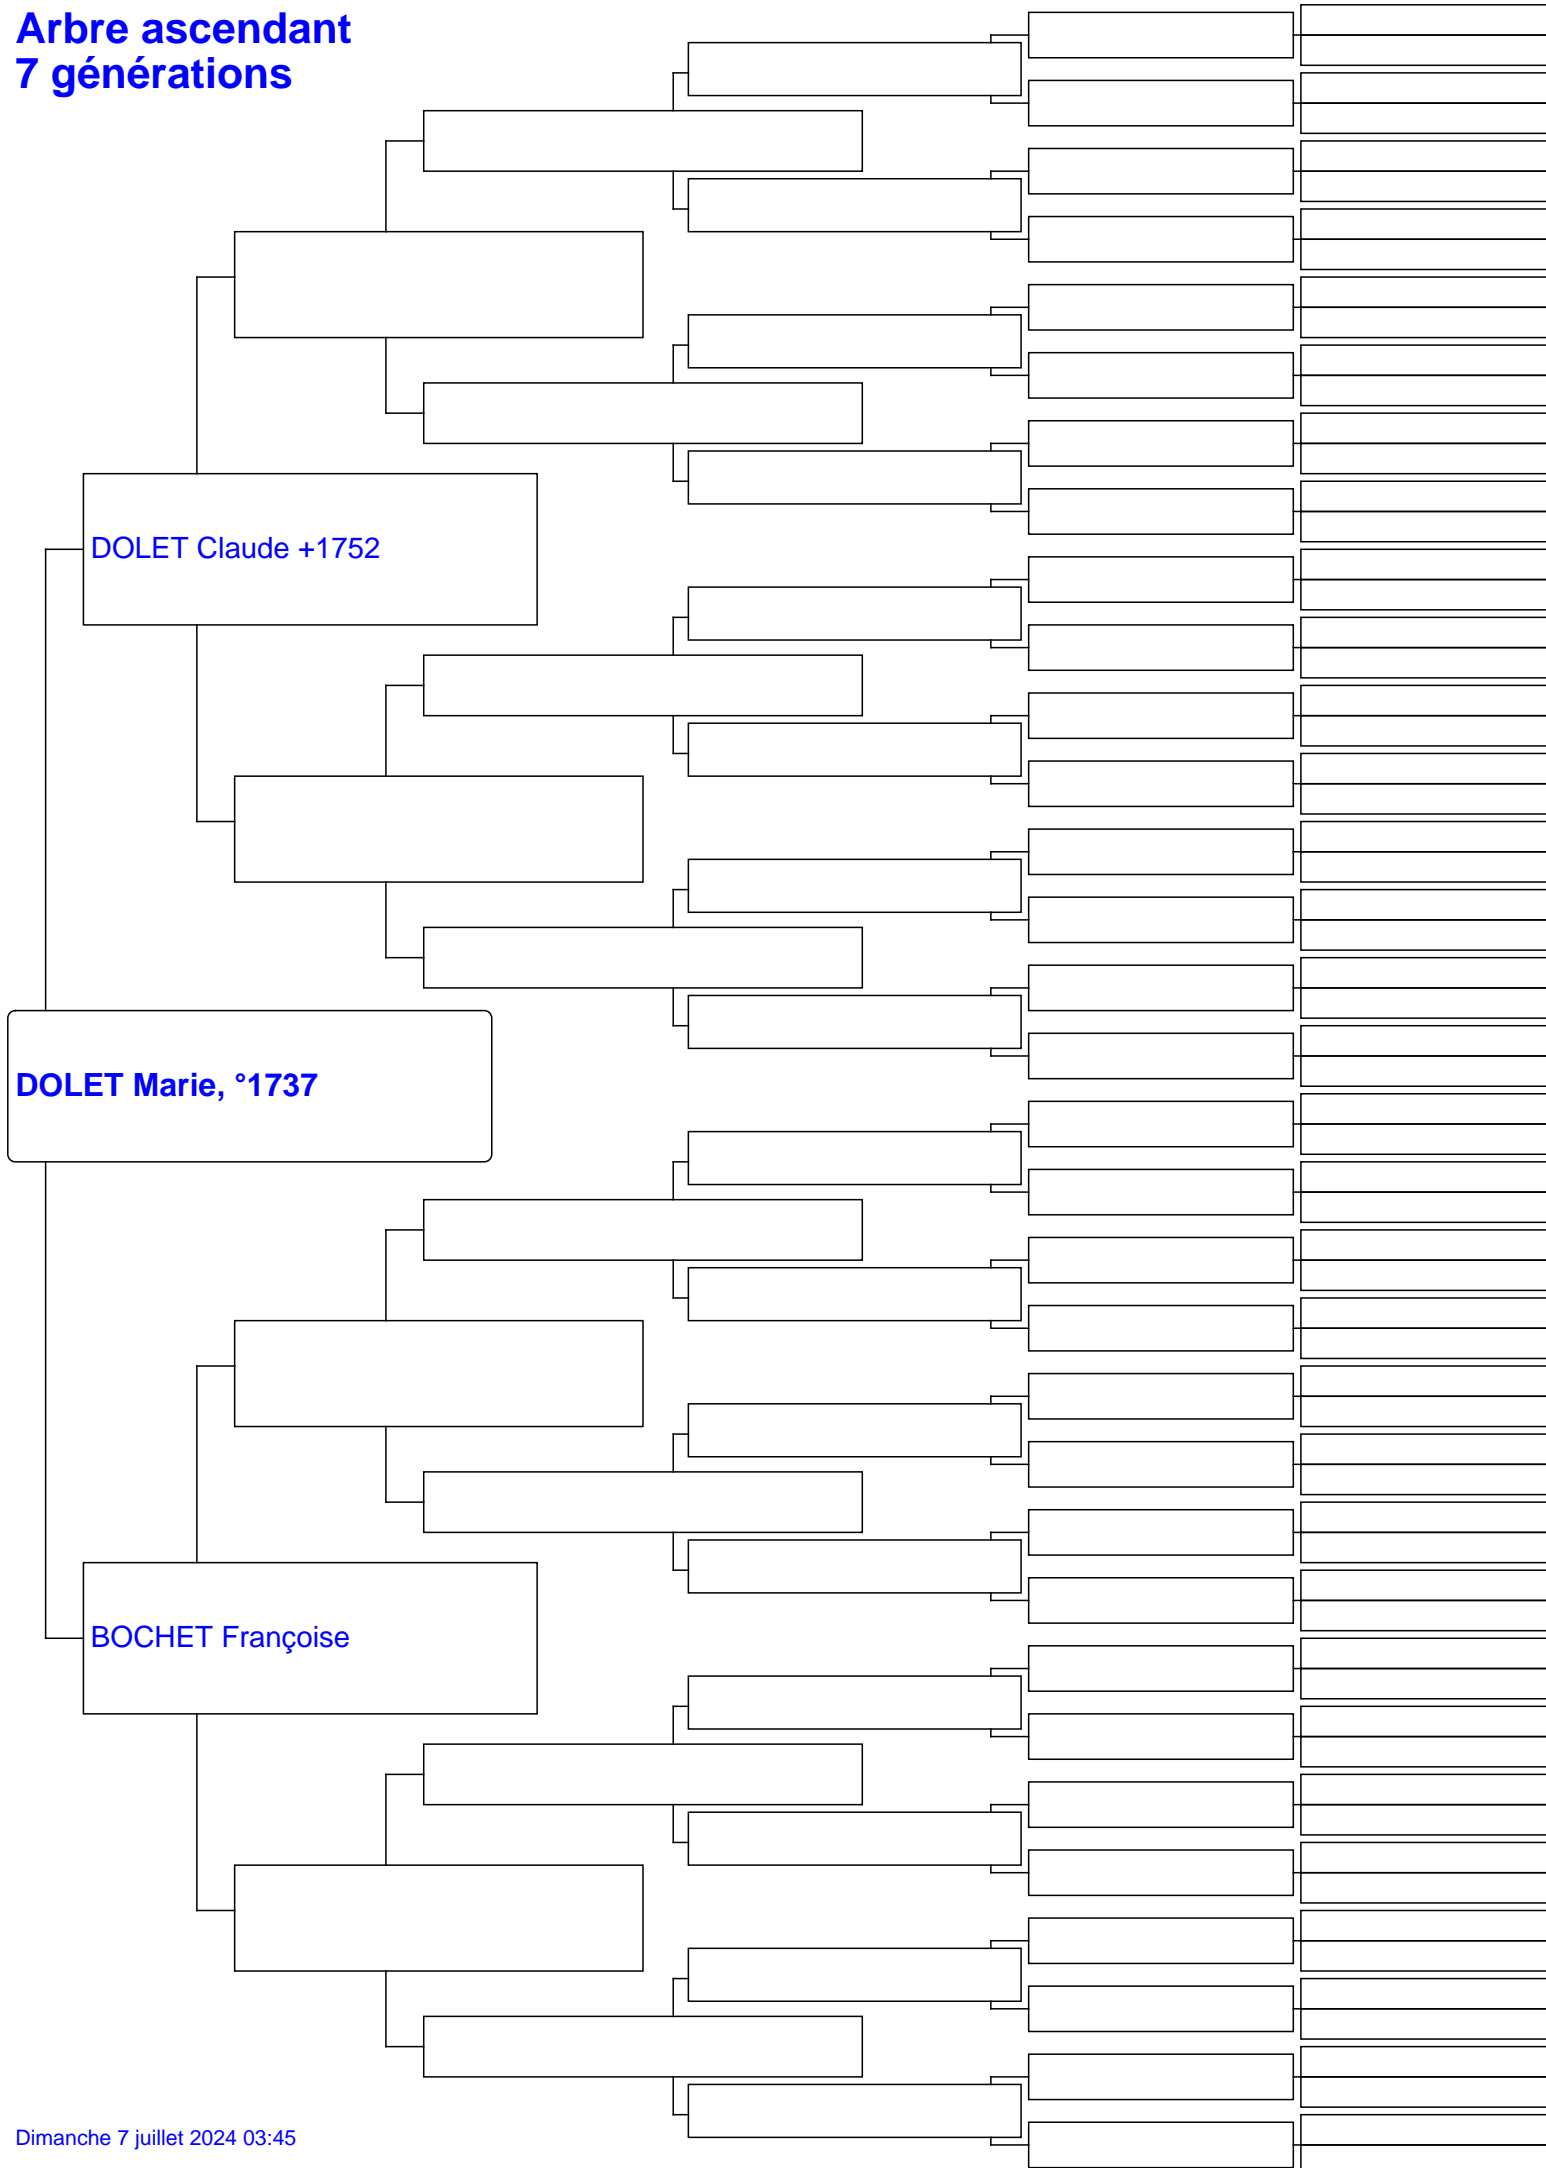 Arbre ascendant
7 générations
DOLET Claude +1752
DOLET Marie, °1737
BOCHET Françoise
Dimanche 7 juillet 2024 03:45